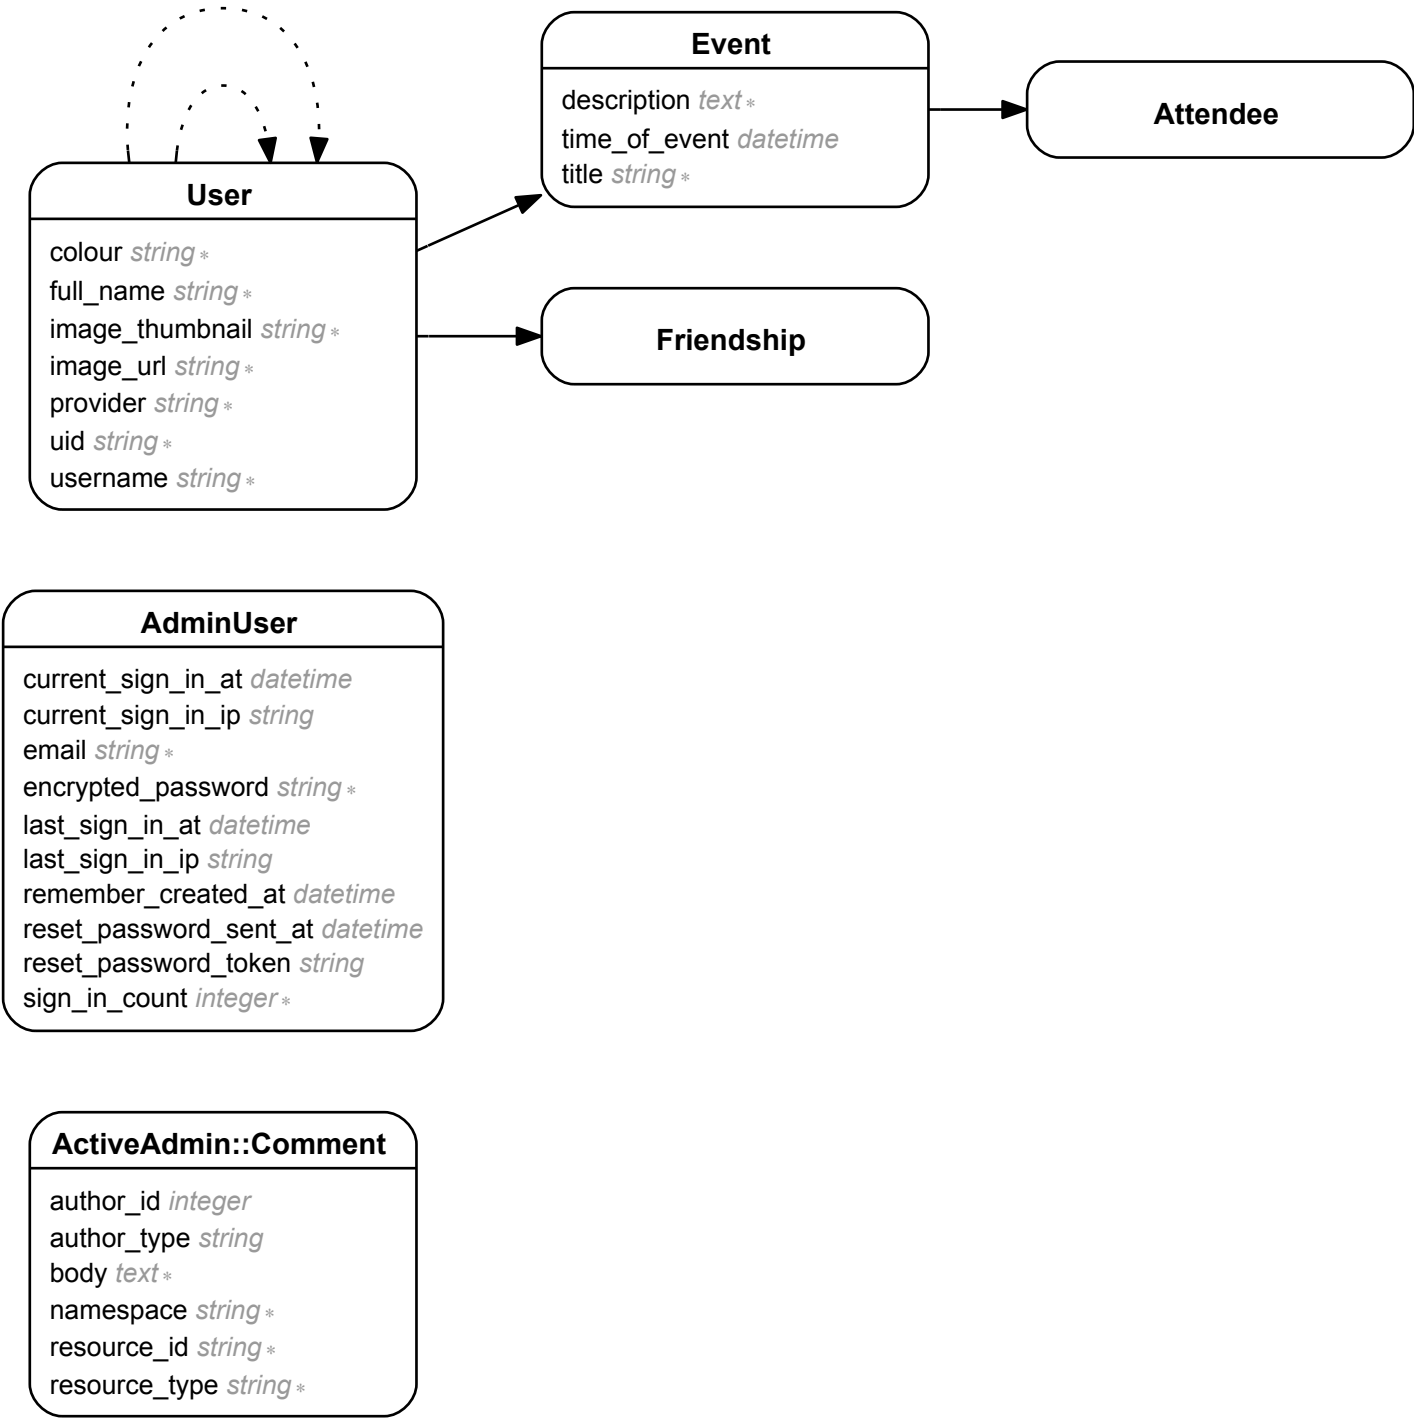 Event
description text *
time_of_event datetime
title string *
Attendee
User
colour string *
full_name string *
image_thumbnail string *
image_url string *
provider string *
uid string *
username string *
Friendship
AdminUser
current_sign_in_at datetime
current_sign_in_ip string
email string *
encrypted_password string *
last_sign_in_at datetime
last_sign_in_ip string
remember_created_at datetime
reset_password_sent_at datetime
reset_password_token string
sign_in_count integer *
ActiveAdmin::Comment
author_id integer
author_type string
body text *
namespace string *
resource_id string *
resource_type string *